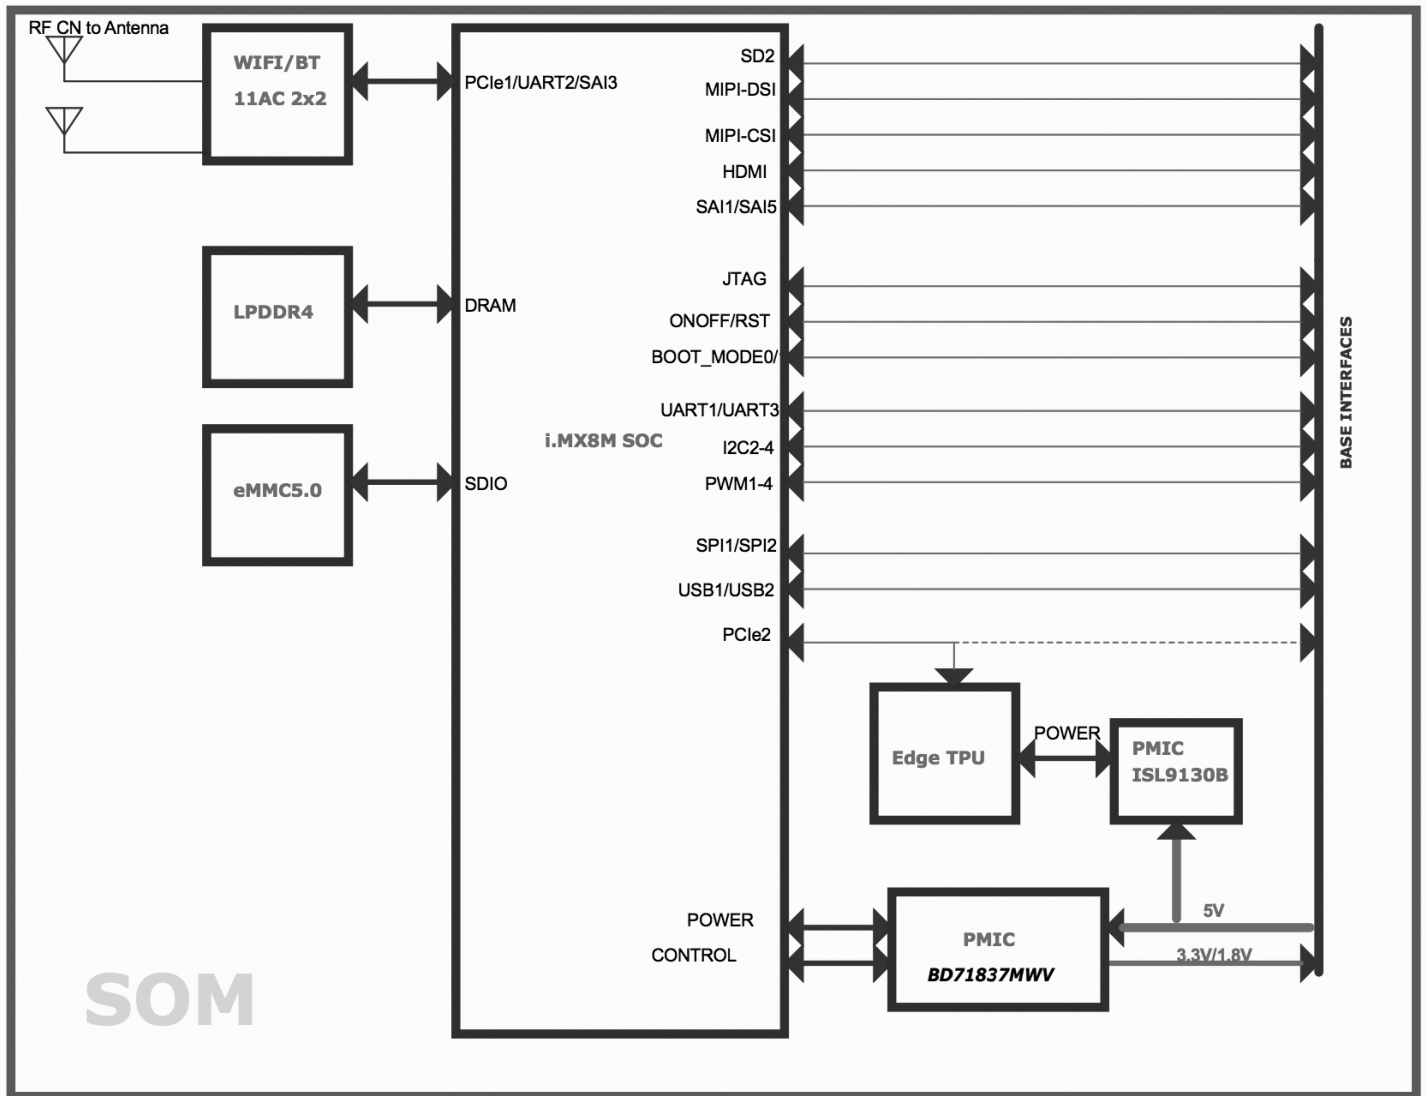 RF CN to Antenna
WIFI/BT
11AC 2x2
PCIe1/UART2/SAI3
LPDDR4
DRAM
eMMC5.0
SDIO
i.MX8M SOC
SD2
MIPI-DSI
MIPI-CSI
HDMI
SAI1/SAI5
JTAG
ONOFF/RST
BOOT_MODE0/
UART1/UART3
I2C2-4
PWM1-4
SPI1/SPI2
USB1/USB2
PCIe2
BASE INTERFACES
Edge TPU
POWER
PMIC
ISL9130B
POWER
CONTROL
PMIC
BD71837MWV
5V
3.3V/1.8V
SOM